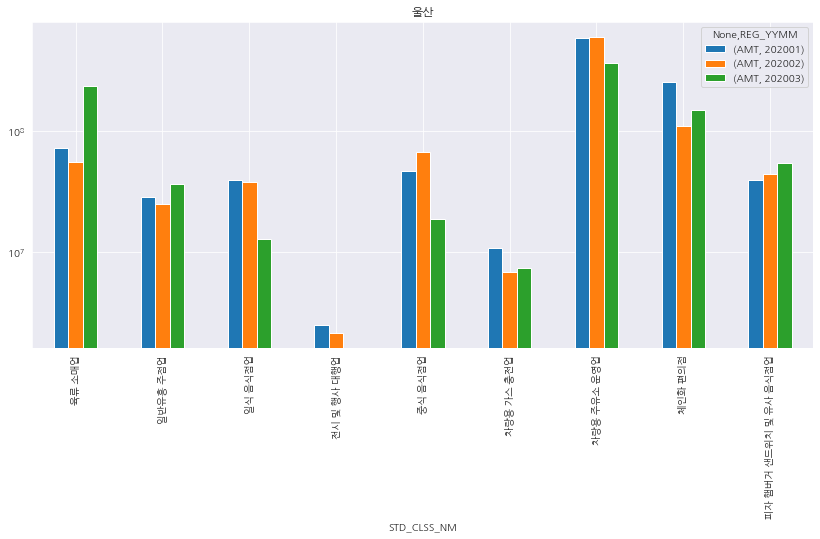 울산
None,REG_YYMM
(AMT, 202001)
(AMT, 202002)
(AMT, 202003)
10⁸
10⁷
육류 소매업
일반유흥 주점업
일식 음식점업
전시 및 행사 대행업
중식 음식점업
차량용 가스 충전업
차량용 주유소 운영업
체인화 편의점
피자 햄버거 샌드위치 및 유사 음식점업
STD_CLSS_NM